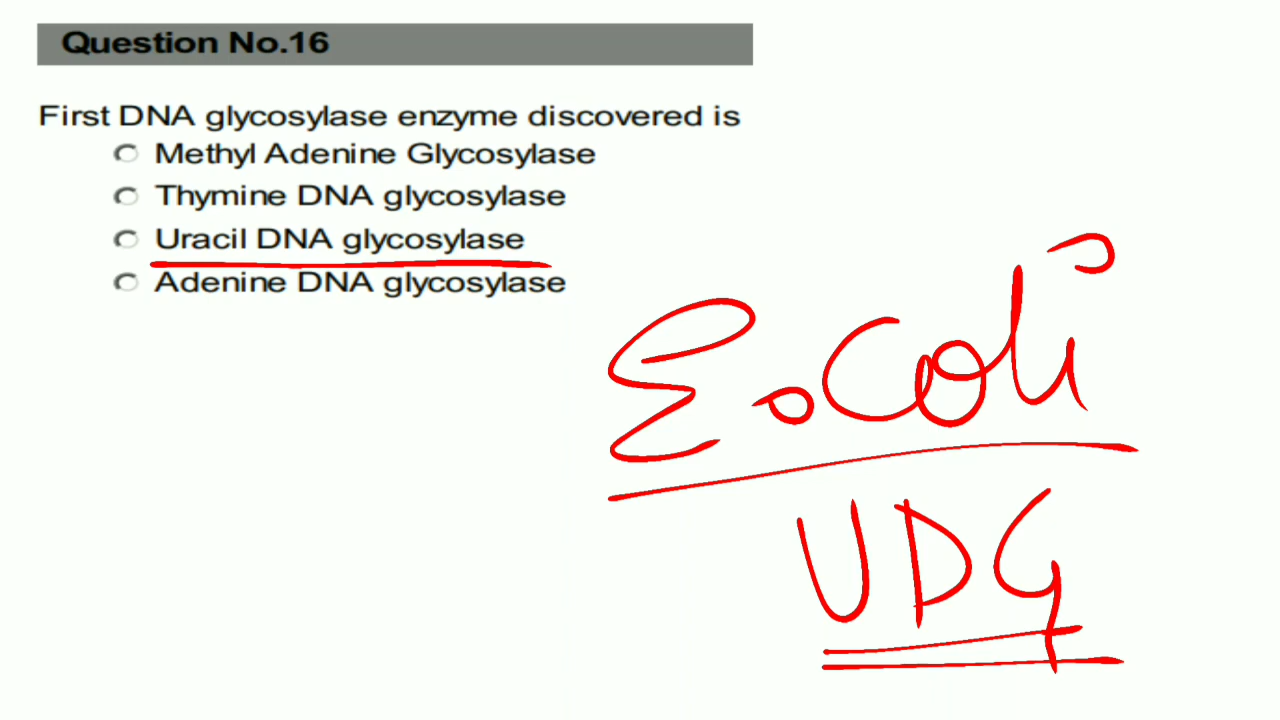 Question No.16
First DNA glycosylase enzyme discovered is
Methyl Adenine Glycosylase
Thymine DNA glycosylase
Uracil DNA glycosylase
Adenine DNA glycosylase
E.Coli
UDG